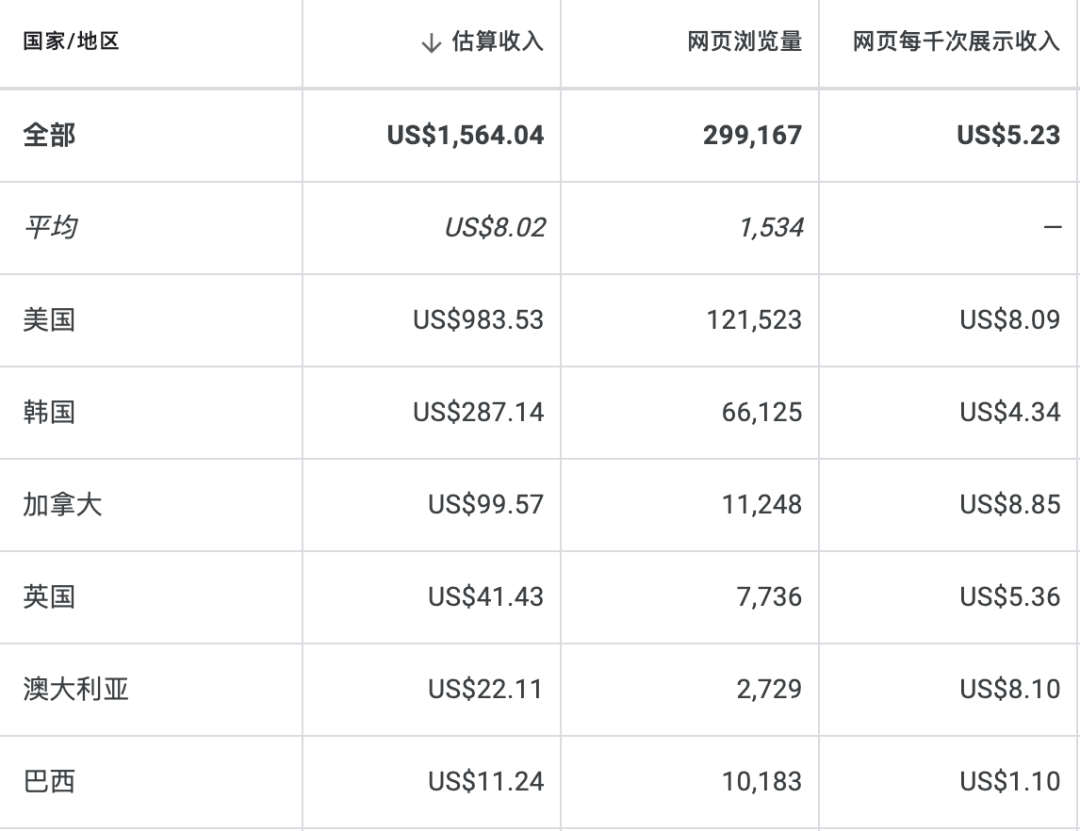 国家/地区 ↓ 估算收入 网页浏览量 网页每千次展示收入
全部 US$1,564.04 299,167 US$5.23
平均 US$8.02 1,534 —
美国 US$983.53 121,523 US$8.09
韩国 US$287.14 66,125 US$4.34
加拿大 US$99.57 11,248 US$8.85
英国 US$41.43 7,736 US$5.36
澳大利亚 US$22.11 2,729 US$8.10
巴西 US$11.24 10,183 US$1.10